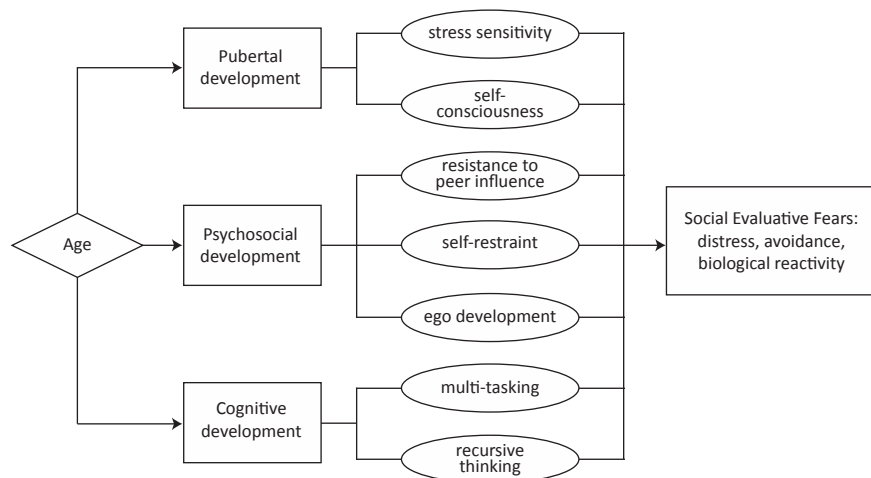 stress sensitivity
Pubertal
development
self-
consciousness
resistance to
peer influence
Age
Psychosocial
development
self-restraint
Social Evaluative Fears:
distress, avoidance,
biological reactivity
ego development
multi-tasking
Cognitive
development
recursive
thinking